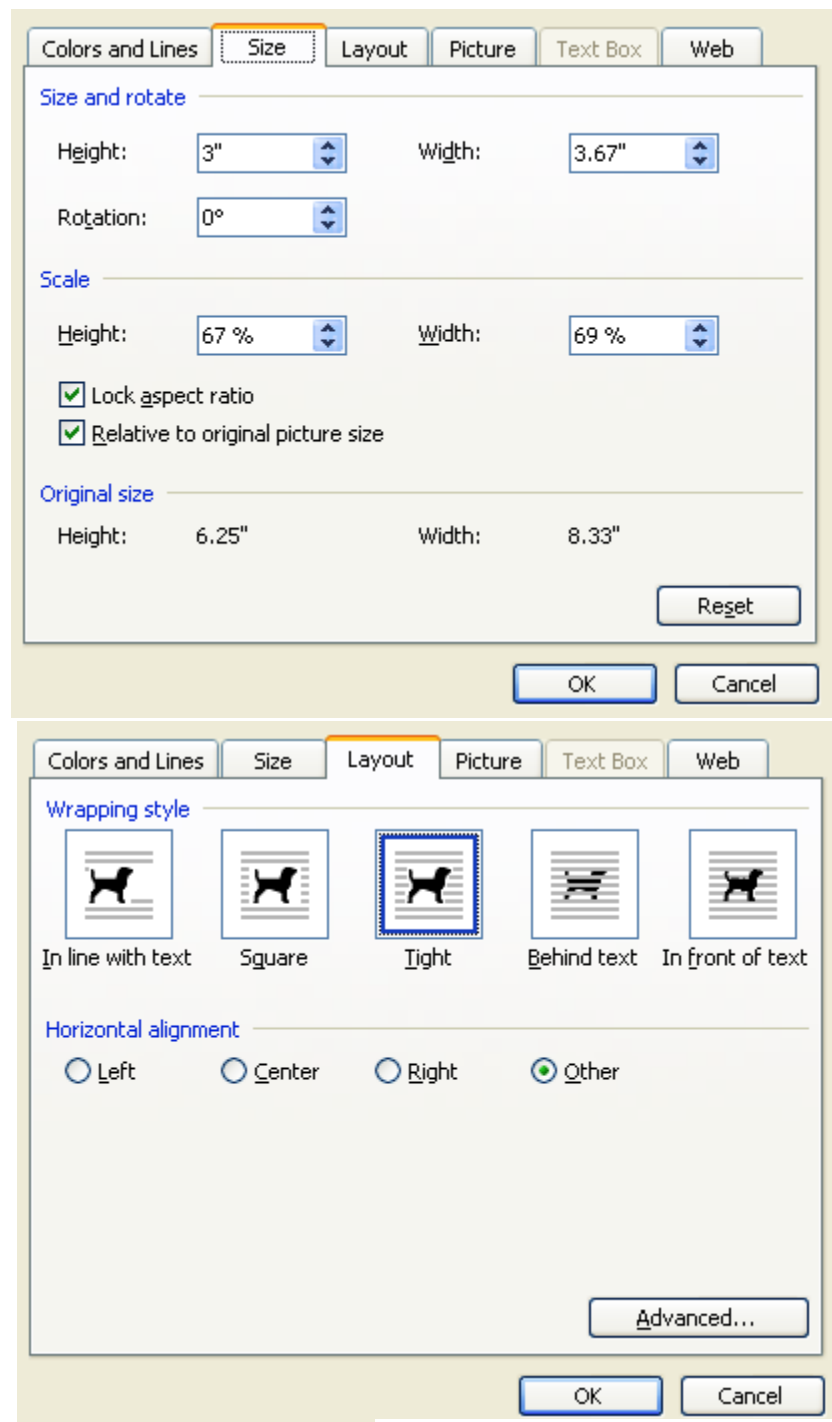 Colors and Lines Size Layout Picture Text Box Web
Size and rotate
Height: 3" Width: 3.67"
Rotation: 0°
Scale
Height: 67 % Width: 69 %
Lock aspect ratio
Relative to original picture size
Original size
Height: 6.25" Width: 8.33"
Reset
OK Cancel
Colors and Lines Size Layout Picture Text Box Web
Wrapping style
In line with text Square Tight Behind text In front of text
Horizontal alignment
Left Center Right Other
Advanced...
OK Cancel